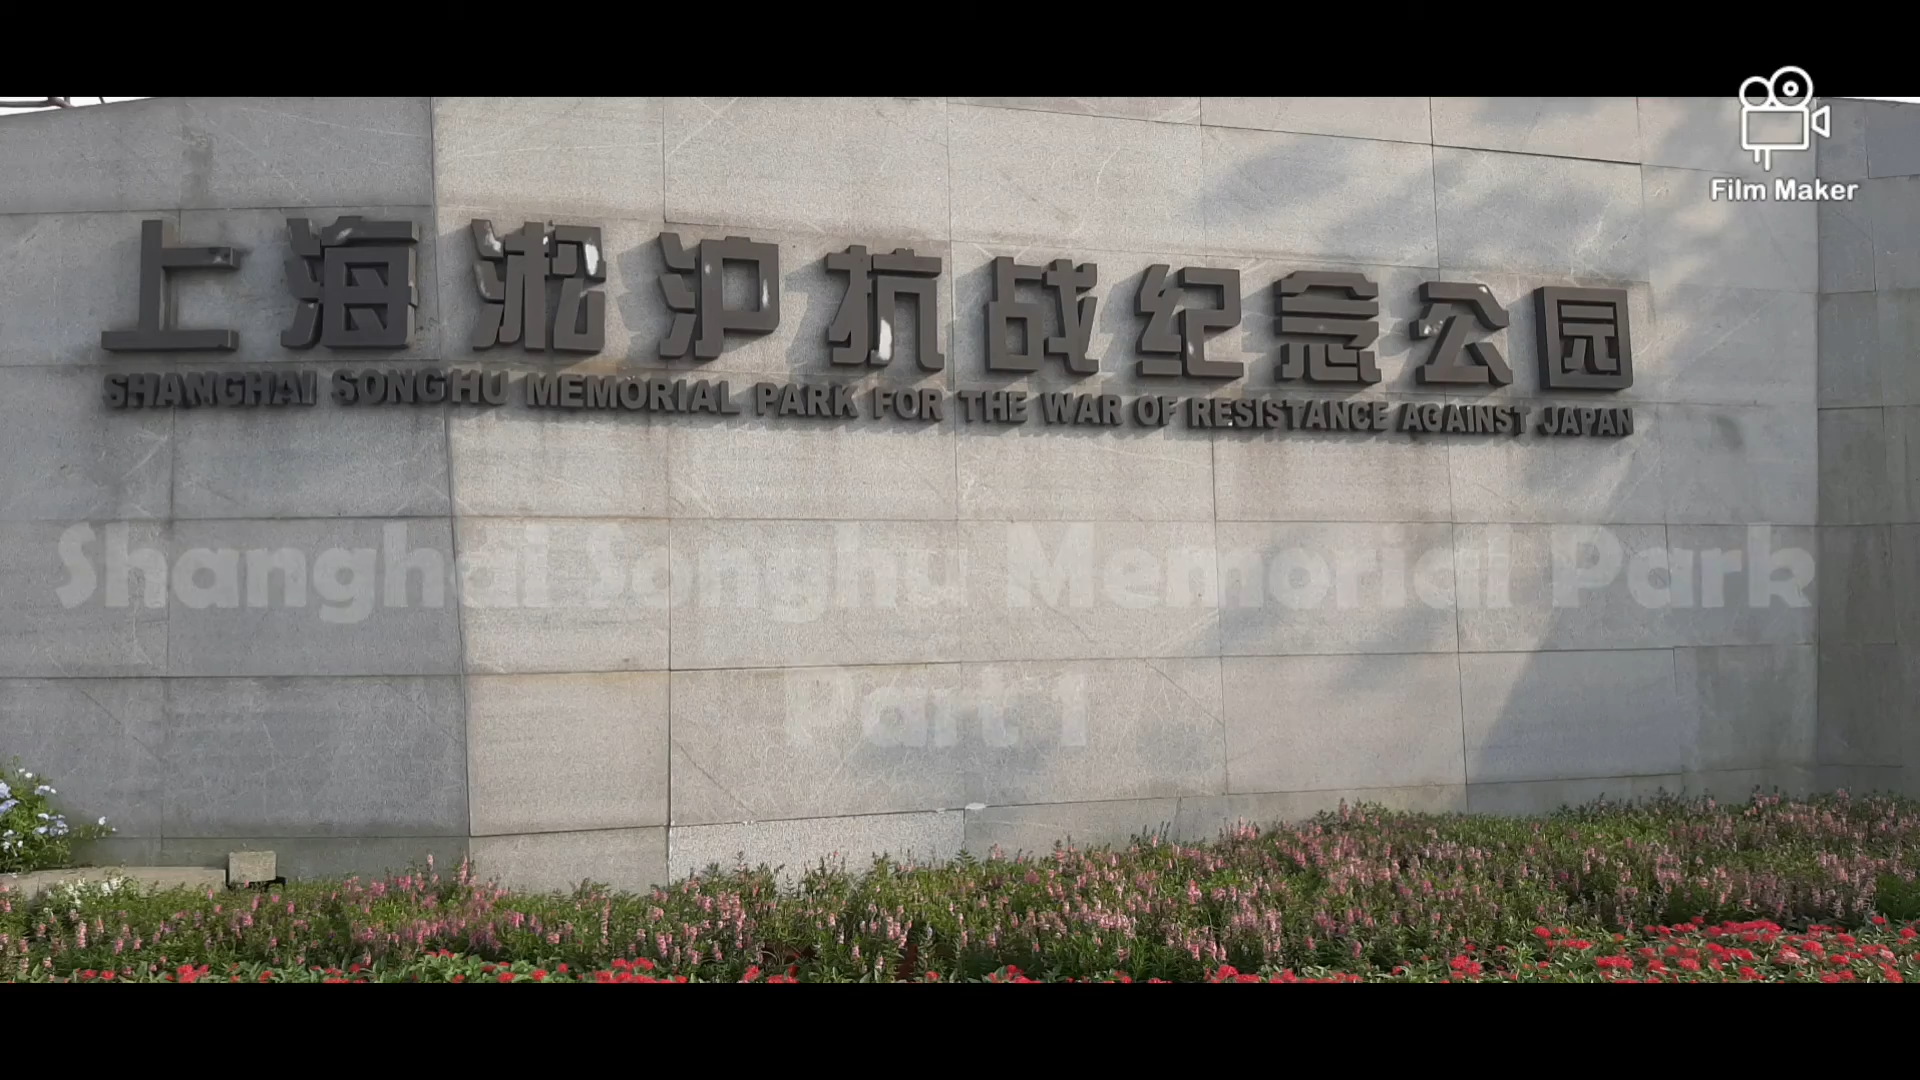 Film Maker
上海淞沪抗战纪念公园
SHANGHAI SONGHU MEMORIAL PARK FOR THE WAR OF RESISTANCE AGAINST JAPAN
Shanghai Songhu Memorial Park
Part 1